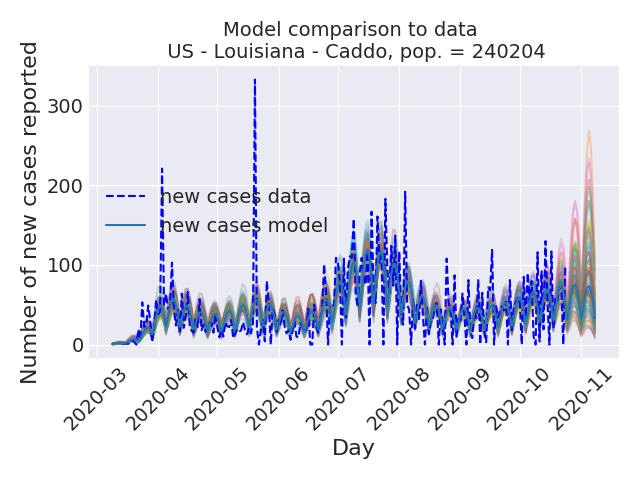 Model comparison to data
US - Louisiana - Caddo, pop. = 240204
Number of new cases reported
300
200
100
0
new cases data
new cases model
2020-03
2020-04
2020-05
2020-06
2020-07
2020-08
2020-09
2020-10
2020-11
Day